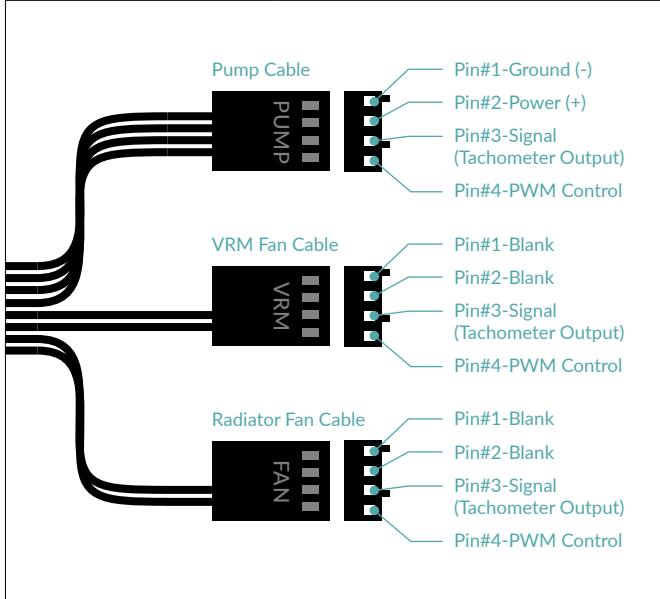 Pump Cable
PUMP
Pin#1-Ground (-)
Pin#2-Power (+)
Pin#3-Signal
(Tachometer Output)
Pin#4-PWM Control
VRM Fan Cable
VRM
Pin#1-Blank
Pin#2-Blank
Pin#3-Signal
(Tachometer Output)
Pin#4-PWM Control
Radiator Fan Cable
FAN
Pin#1-Blank
Pin#2-Blank
Pin#3-Signal
(Tachometer Output)
Pin#4-PWM Control